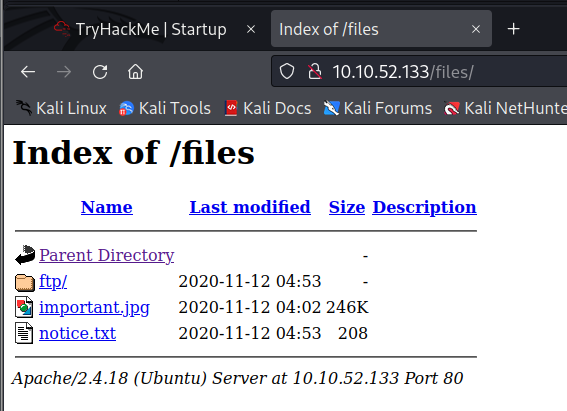 TryHackMe | Startup
Index of /files
10.10.52.133/files/
Kali Linux Kali Tools Kali Docs Kali Forums Kali NetHunte
Index of /files
Name Last modified Size Description
Parent Directory -
ftp/ 2020-11-12 04:53 -
important.jpg 2020-11-12 04:02 246K
notice.txt 2020-11-12 04:53 208
Apache/2.4.18 (Ubuntu) Server at 10.10.52.133 Port 80